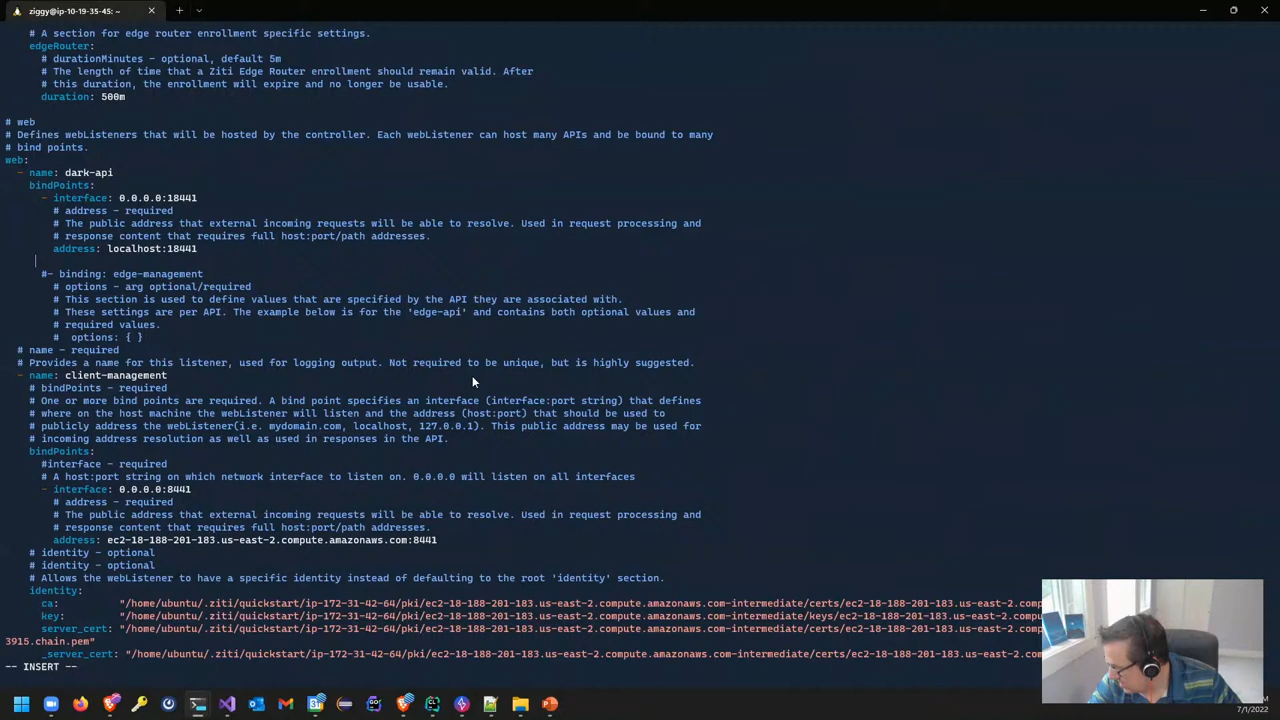 ziggy@ip-10-19-35-45: ~
# A section for edge router enrollment specific settings.
edgeRouter:
# durationMinutes - optional, default 5m
# The length of time that a Ziti Edge Router enrollment should remain valid. After
# this duration, the enrollment will expire and no longer be usable.
duration: 500m
# web
# Defines webListeners that will be hosted by the controller. Each webListener can host many APIs and be bound to many
# bind points.
web:
- name: dark-api
bindPoints:
- interface: 0.0.0.0:18441
# address - required
# The public address that external incoming requests will be able to resolve. Used in request processing and
# response content that requires full host:port/path addresses.
address: localhost:18441
#- binding: edge-management
# options - arg optional/required
# This section is used to define values that are specified by the API they are associated with.
# These settings are per API. The example below is for the 'edge-api' and contains both optional values and
# required values.
#  options: { }
# name - required
# Provides a name for this listener, used for logging output. Not required to be unique, but is highly suggested.
- name: client-management
# bindPoints - required
# One or more bind points are required. A bind point specifies an interface (interface:port string) that defines
# where on the host machine the webListener will listen and the address (host:port) that should be used to
# publicly address the webListener(i.e. mydomain.com, localhost, 127.0.0.1). This public address may be used for
# incoming address resolution as well as used in responses in the API.
bindPoints:
#interface - required
# A host:port string on which network interface to listen on. 0.0.0.0 will listen on all interfaces
- interface: 0.0.0.0:8441
# address - required
# The public address that external incoming requests will be able to resolve. Used in request processing and
# response content that requires full host:port/path addresses.
address: ec2-18-188-201-183.us-east-2.compute.amazonaws.com:8441
# identity - optional
# identity - optional
# Allows the webListener to have a specific identity instead of defaulting to the root 'identity' section.
identity:
ca: "/home/ubuntu/.ziti/quickstart/ip-172-31-42-64/pki/ec2-18-188-201-183.us-east-2.compute.amazonaws.com-intermediate/certs/ec2-18-188-201-183.us-east-2.compute.amazonaws.com
key: "/home/ubuntu/.ziti/quickstart/ip-172-31-42-64/pki/ec2-18-188-201-183.us-east-2.compute.amazonaws.com-intermediate/keys/ec2-18-188-201-183.us-east-2.compute.amazonaws.com
server_cert: "/home/ubuntu/.ziti/quickstart/ip-172-31-42-64/pki/ec2-18-188-201-183.us-east-2.compute.amazonaws.com-intermediate/certs/ec2-18-188-201-183.us-east-2.compute.amazonaws.com
3915.chain.pem"
_server_cert: "/home/ubuntu/.ziti/quickstart/ip-172-31-42-64/pki/ec2-18-188-201-183.us-east-2.compute.amazonaws.com-intermediate/certs/ec2-18-188-201-183.us-east-2.compute.amazonaws.com
-- INSERT --
7/1/2022